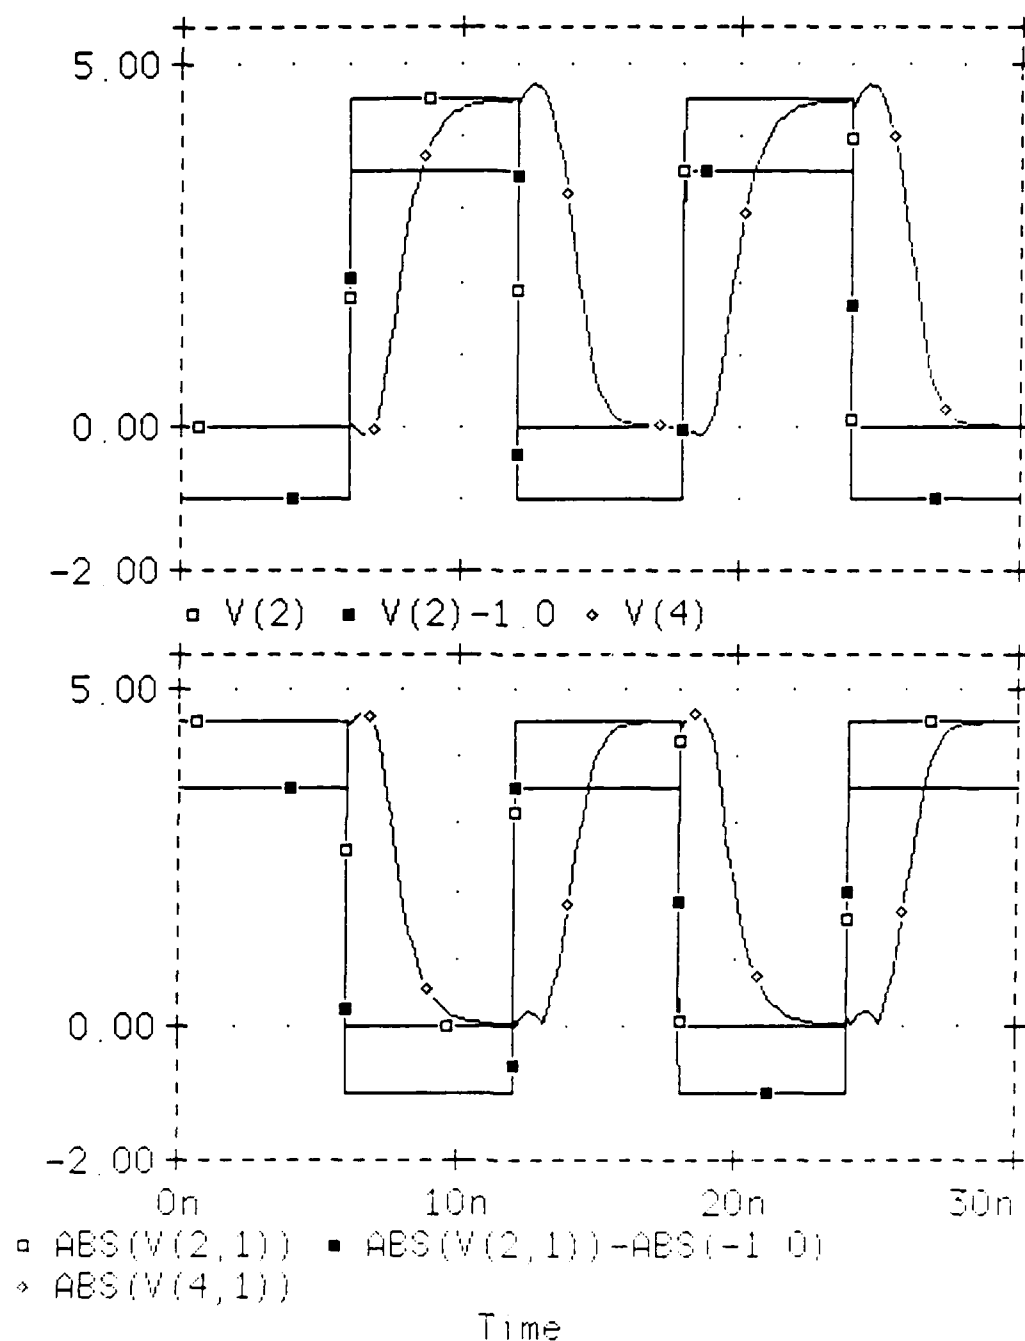 5.00
0.00
-2.00
▫ V(2) ▪ V(2)-1.0 ⋄ V(4)
5.00
0.00
-2.00
0n 10n 20n 30n
▫ ABS(V(2,1)) ▪ ABS(V(2,1))-ABS(-1 0)
⋄ ABS(V(4,1))
Time